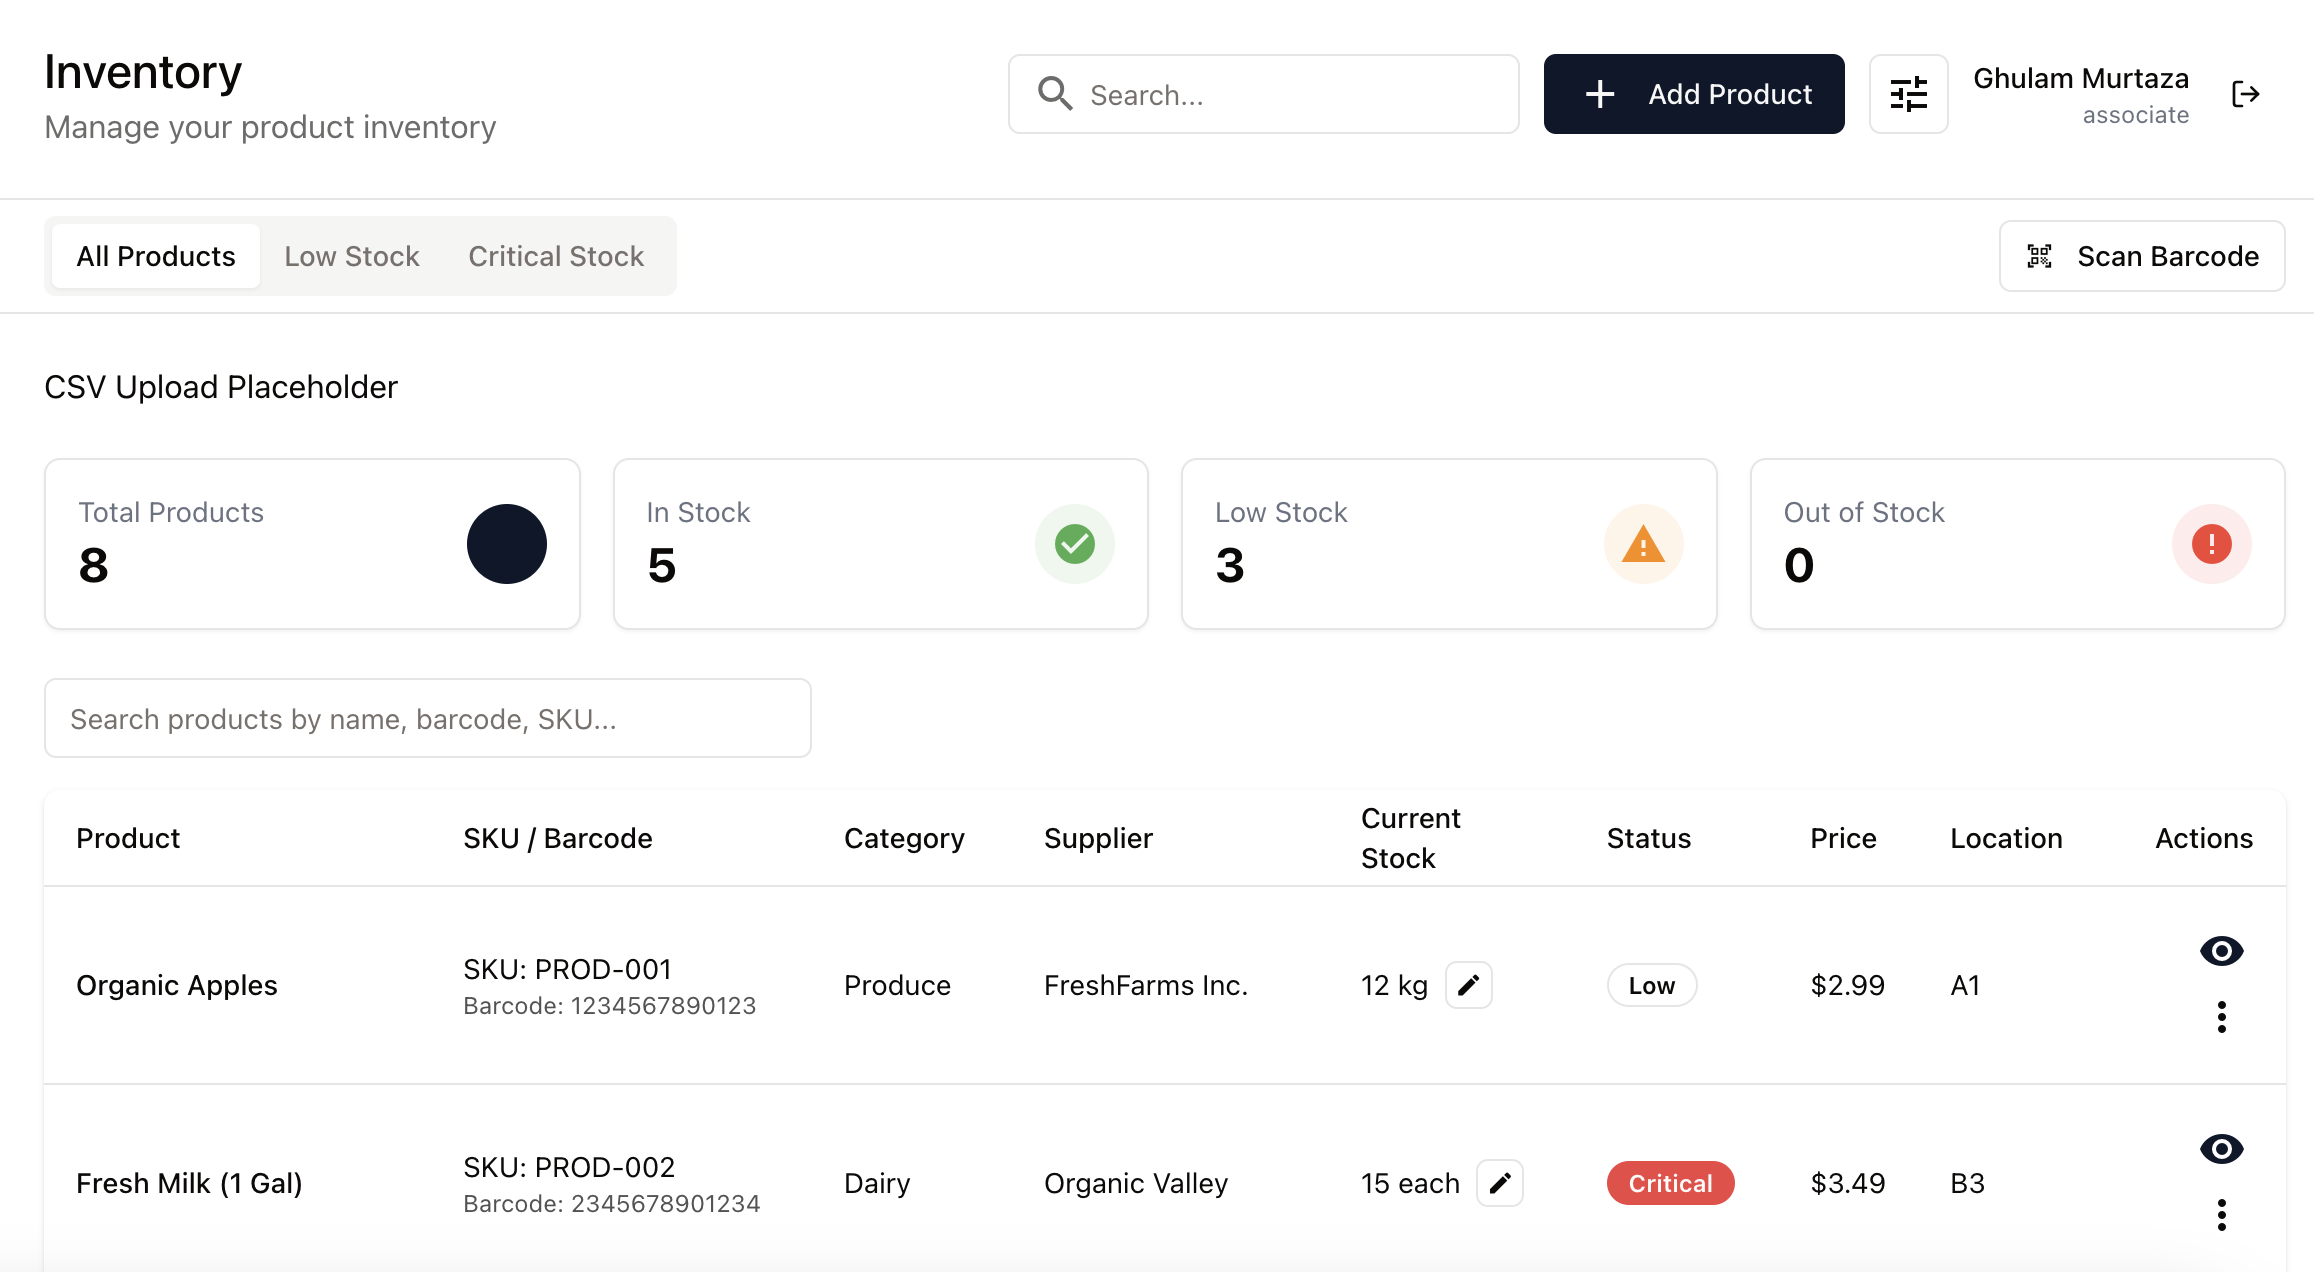 Inventory
Manage your product inventory
Search...
Add Product
Ghulam Murtaza
associate
All Products
Low Stock
Critical Stock
Scan Barcode
CSV Upload Placeholder
Total Products
8
In Stock
5
Low Stock
3
Out of Stock
0
Search products by name, barcode, SKU...
Product
SKU / Barcode
Category
Supplier
Current
Stock
Status
Price
Location
Actions
Organic Apples
SKU: PROD-001
Barcode: 1234567890123
Produce
FreshFarms Inc.
12 kg
Low
$2.99
A1
Fresh Milk (1 Gal)
SKU: PROD-002
Barcode: 2345678901234
Dairy
Organic Valley
15 each
Critical
$3.49
B3